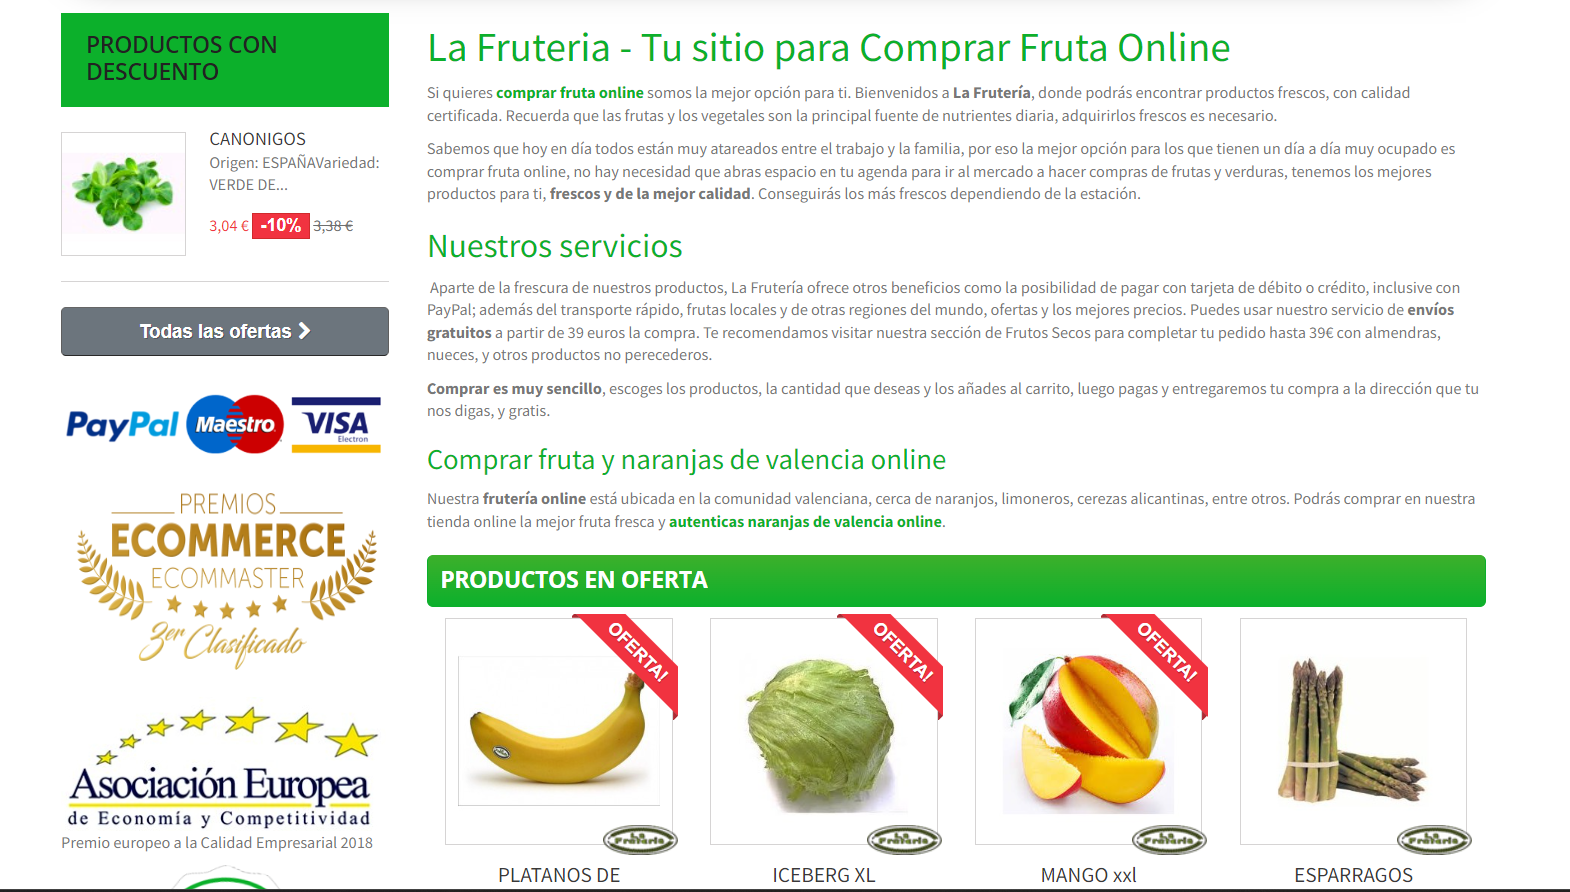 PRODUCTOS CON
DESCUENTO
CANONIGOS
Origen: ESPAÑAVariedad:
VERDE DE...
3,04 € -10% 3,38 €
Todas las ofertas
PayPal Maestro VISA
Electron
PREMIOS
ECOMMERCE
ECOMMASTER
3er Clasificado
Asociación Europea
de Economía y Competitividad
Premio europeo a la Calidad Empresarial 2018
La Fruteria - Tu sitio para Comprar Fruta Online
Si quieres comprar fruta online somos la mejor opción para ti. Bienvenidos a La Frutería, donde podrás encontrar productos frescos, con calidad
certificada. Recuerda que las frutas y los vegetales son la principal fuente de nutrientes diaria, adquirirlos frescos es necesario.
Sabemos que hoy en día todos están muy atareados entre el trabajo y la familia, por eso la mejor opción para los que tienen un día a día muy ocupado es
comprar fruta online, no hay necesidad que abras espacio en tu agenda para ir al mercado a hacer compras de frutas y verduras, tenemos los mejores
productos para ti, frescos y de la mejor calidad. Conseguirás los más frescos dependiendo de la estación.
Nuestros servicios
Aparte de la frescura de nuestros productos, La Frutería ofrece otros beneficios como la posibilidad de pagar con tarjeta de débito o crédito, inclusive con
PayPal; además del transporte rápido, frutas locales y de otras regiones del mundo, ofertas y los mejores precios. Puedes usar nuestro servicio de envíos
gratuitos a partir de 39 euros la compra. Te recomendamos visitar nuestra sección de Frutos Secos para completar tu pedido hasta 39€ con almendras,
nueces, y otros productos no perecederos.
Comprar es muy sencillo, escoges los productos, la cantidad que deseas y los añades al carrito, luego pagas y entregaremos tu compra a la dirección que tu
nos digas, y gratis.
Comprar fruta y naranjas de valencia online
Nuestra frutería online está ubicada en la comunidad valenciana, cerca de naranjos, limoneros, cerezas alicantinas, entre otros. Podrás comprar en nuestra
tienda online la mejor fruta fresca y autenticas naranjas de valencia online.
PRODUCTOS EN OFERTA
OFERTA! OFERTA! OFERTA!
La Fruteria La Fruteria La Fruteria La Fruteria
PLATANOS DE ICEBERG XL MANGO xxl ESPARRAGOS